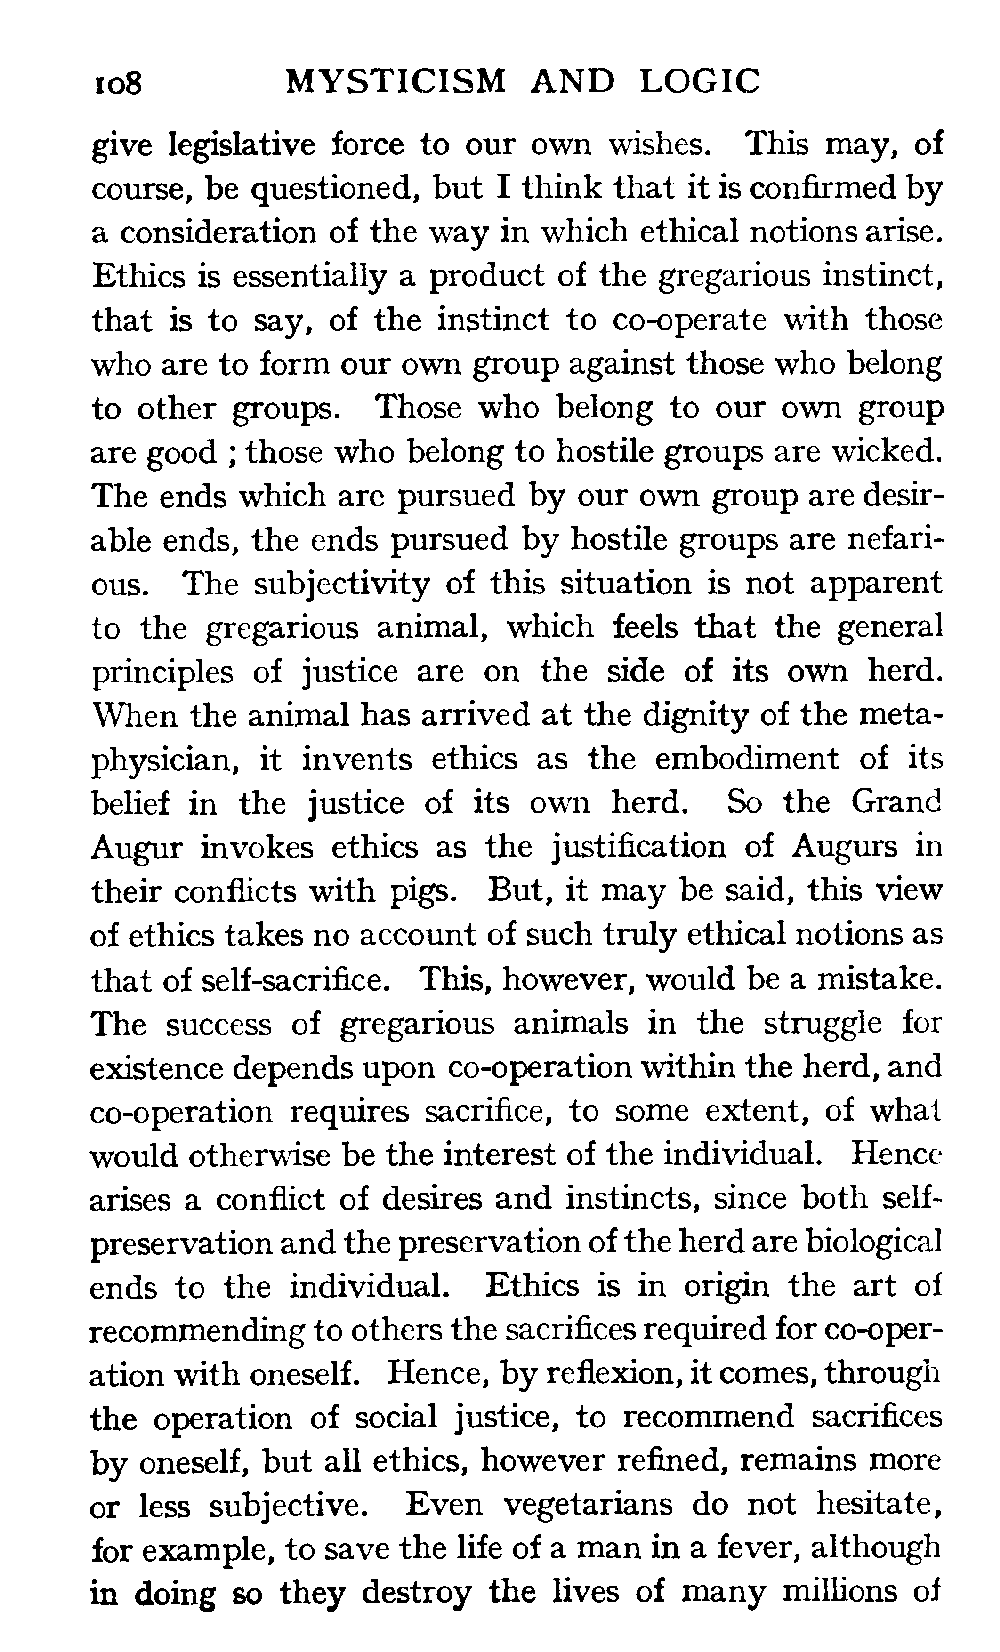 108 MYSTICISM AND LOGIC
give legislative force to our own wishes. This may, of
course, be questioned, but I think that it is confirmed by
a consideration of the way in which ethical notions arise.
Ethics is essentially a product of the gregarious instinct,
that is to say, of the instinct to co-operate with those
who are to form our own group against those who belong
to other groups. Those who belong to our own group
are good ; those who belong to hostile groups are wicked.
The ends which are pursued by our own group are desir-
able ends, the ends pursued by hostile groups are nefari-
ous. The subjectivity of this situation is not apparent
to the gregarious animal, which feels that the general
principles of justice are on the side of its own herd.
When the animal has arrived at the dignity of the meta-
physician, it invents ethics as the embodiment of its
belief in the justice of its own herd. So the Grand
Augur invokes ethics as the justification of Augurs in
their conflicts with pigs. But, it may be said, this view
of ethics takes no account of such truly ethical notions as
that of self-sacrifice. This, however, would be a mistake.
The success of gregarious animals in the struggle for
existence depends upon co-operation within the herd, and
co-operation requires sacrifice, to some extent, of what
would otherwise be the interest of the individual. Hence
arises a conflict of desires and instincts, since both self-
preservation and the preservation of the herd are biological
ends to the individual. Ethics is in origin the art of
recommending to others the sacrifices required for co-oper-
ation with oneself. Hence, by reflexion, it comes, through
the operation of social justice, to recommend sacrifices
by oneself, but all ethics, however refined, remains more
or less subjective. Even vegetarians do not hesitate,
for example, to save the life of a man in a fever, although
in doing so they destroy the lives of many millions of